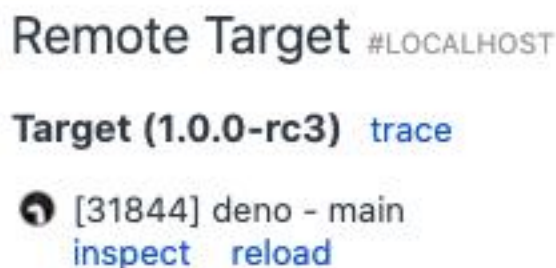 Remote Target #LOCALHOST
Target (1.0.0-rc3) trace
[31844] deno - main
inspect reload